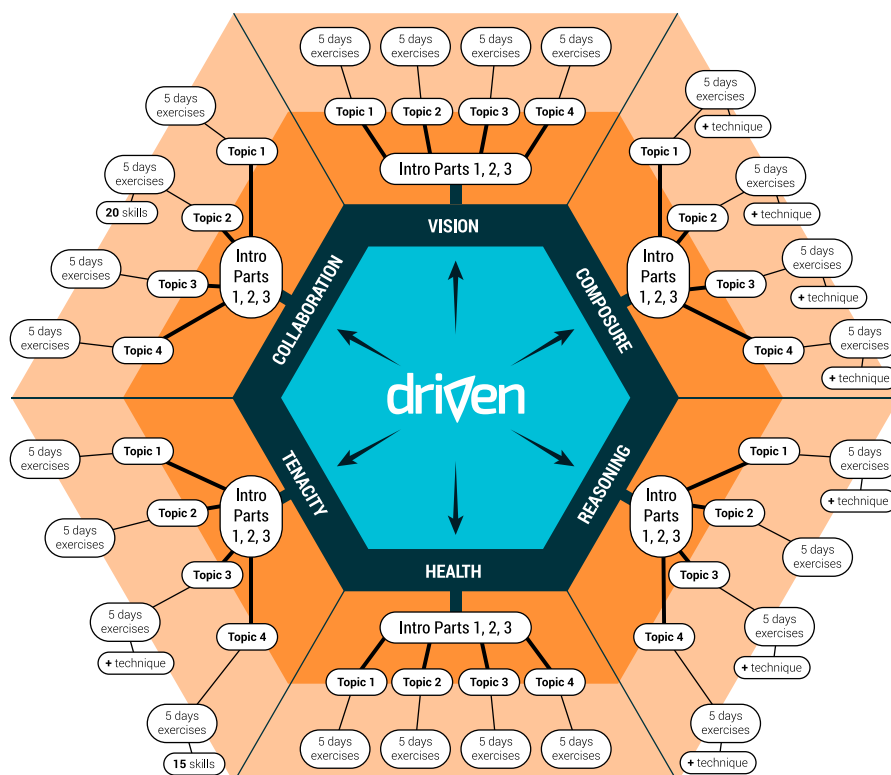 driven
VISION
Intro Parts 1, 2, 3
Topic 1
5 days
exercises
Topic 2
5 days
exercises
Topic 3
5 days
exercises
Topic 4
5 days
exercises
COMPOSURE
Intro
Parts
1, 2, 3
Topic 1
5 days
exercises
+ technique
Topic 2
5 days
exercises
+ technique
Topic 3
5 days
exercises
+ technique
Topic 4
5 days
exercises
+ technique
REASONING
Intro
Parts
1, 2, 3
Topic 1
5 days
exercises
+ technique
Topic 2
5 days
exercises
Topic 3
5 days
exercises
+ technique
Topic 4
5 days
exercises
+ technique
HEALTH
Intro Parts 1, 2, 3
Topic 1
5 days
exercises
Topic 2
5 days
exercises
Topic 3
5 days
exercises
Topic 4
5 days
exercises
TENACITY
Intro
Parts
1, 2, 3
Topic 1
5 days
exercises
Topic 2
5 days
exercises
Topic 3
5 days
exercises
+ technique
Topic 4
5 days
exercises
15 skills
COLLABORATION
Intro
Parts
1, 2, 3
Topic 1
5 days
exercises
Topic 2
5 days
exercises
20 skills
Topic 3
5 days
exercises
Topic 4
5 days
exercises